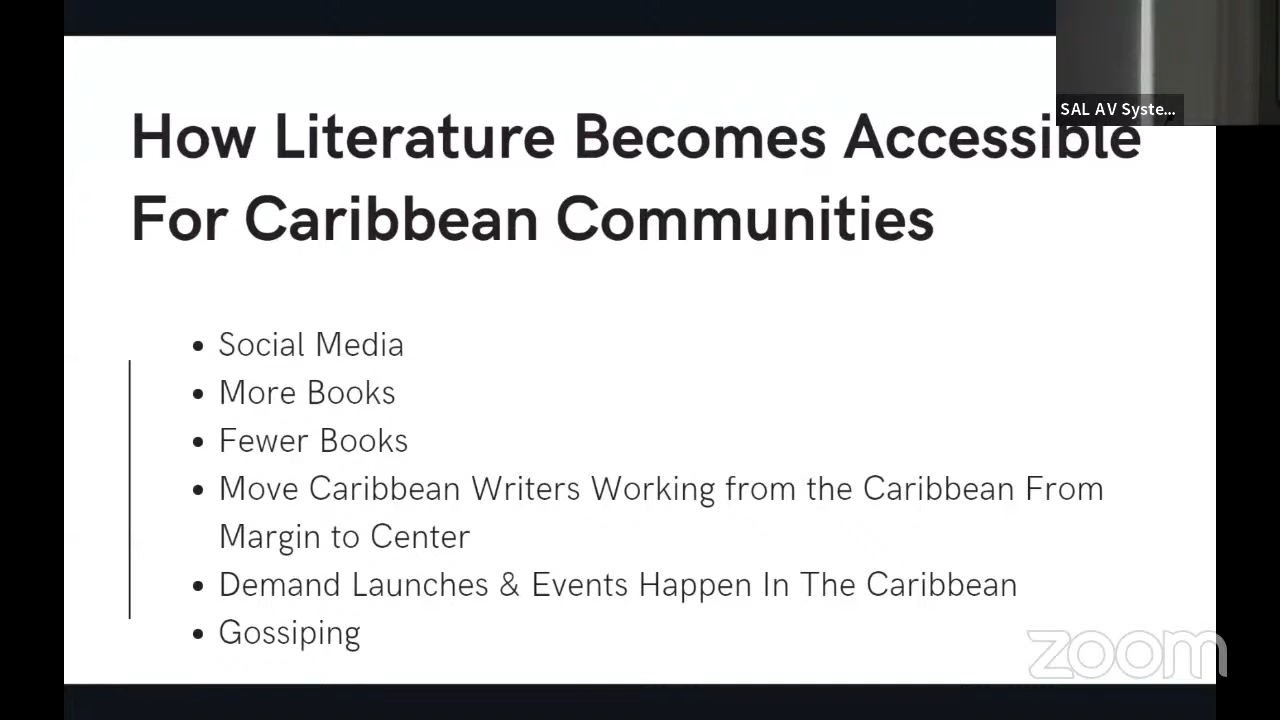 SAL AV Syste...
How Literature Becomes Accessible
For Caribbean Communities
• Social Media
• More Books
• Fewer Books
• Move Caribbean Writers Working from the Caribbean From
Margin to Center
• Demand Launches & Events Happen In The Caribbean
• Gossiping
zoom